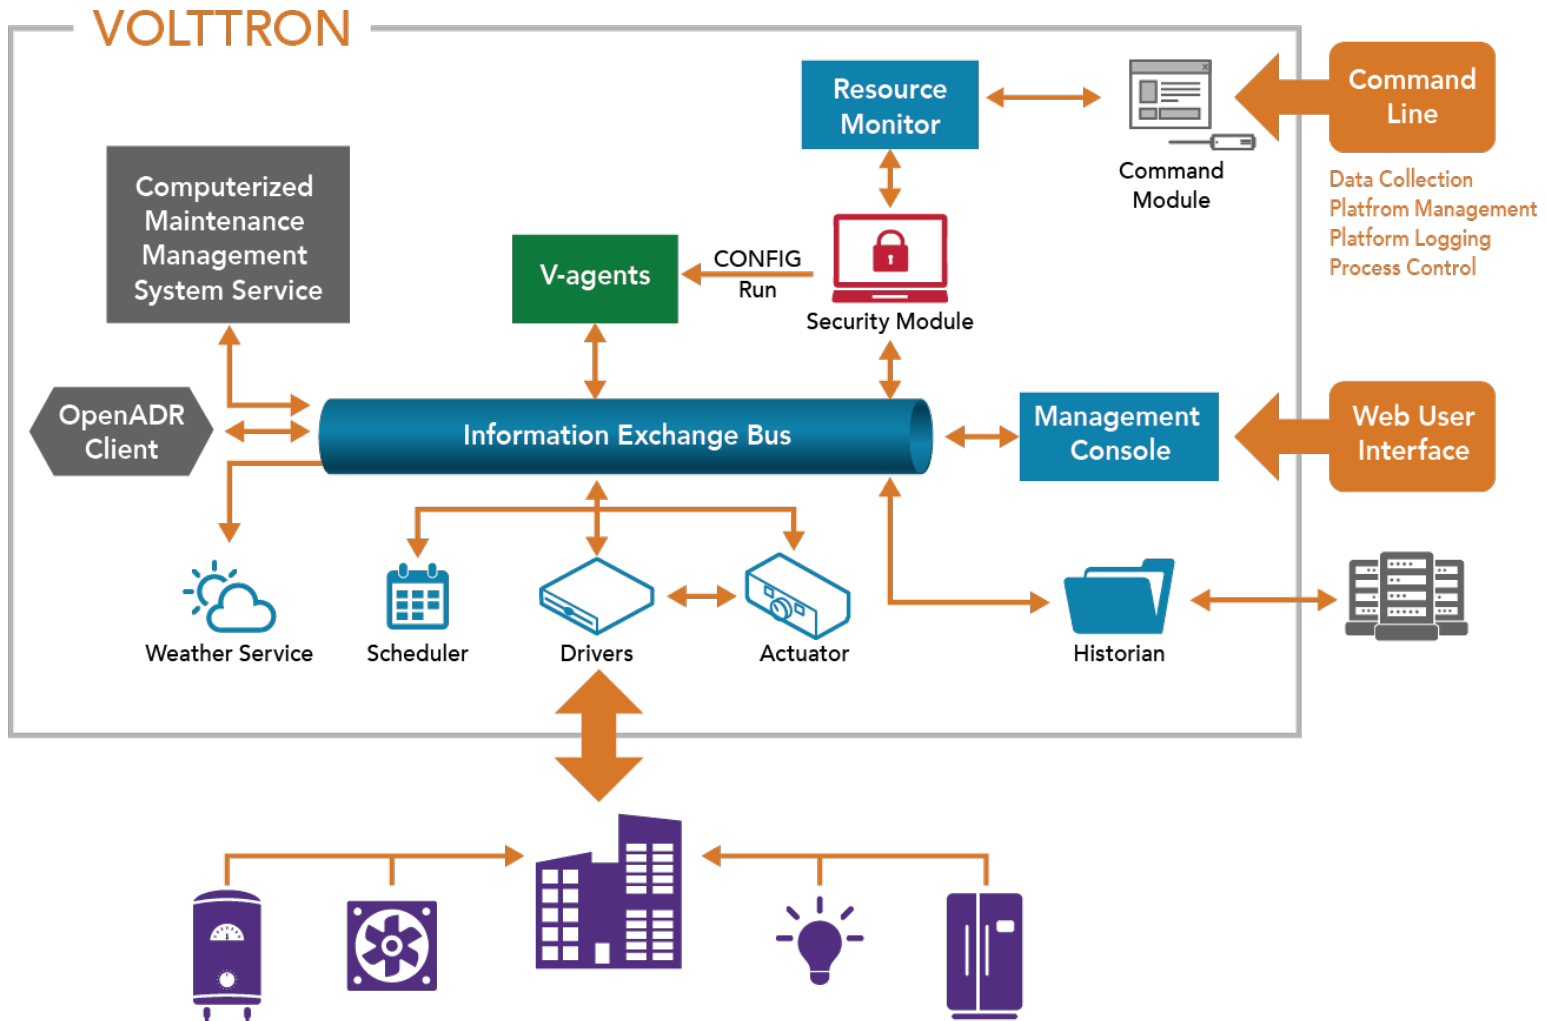 VOLTTRON
Resource
Monitor
Command
Module
Command
Line
Data Collection
Platfrom Management
Platform Logging
Process Control
Computerized
Maintenance
Management
System Service
V-agents
CONFIG
Run
Security Module
OpenADR
Client
Information Exchange Bus
Management
Console
Web User
Interface
Weather Service
Scheduler
Drivers
Actuator
Historian